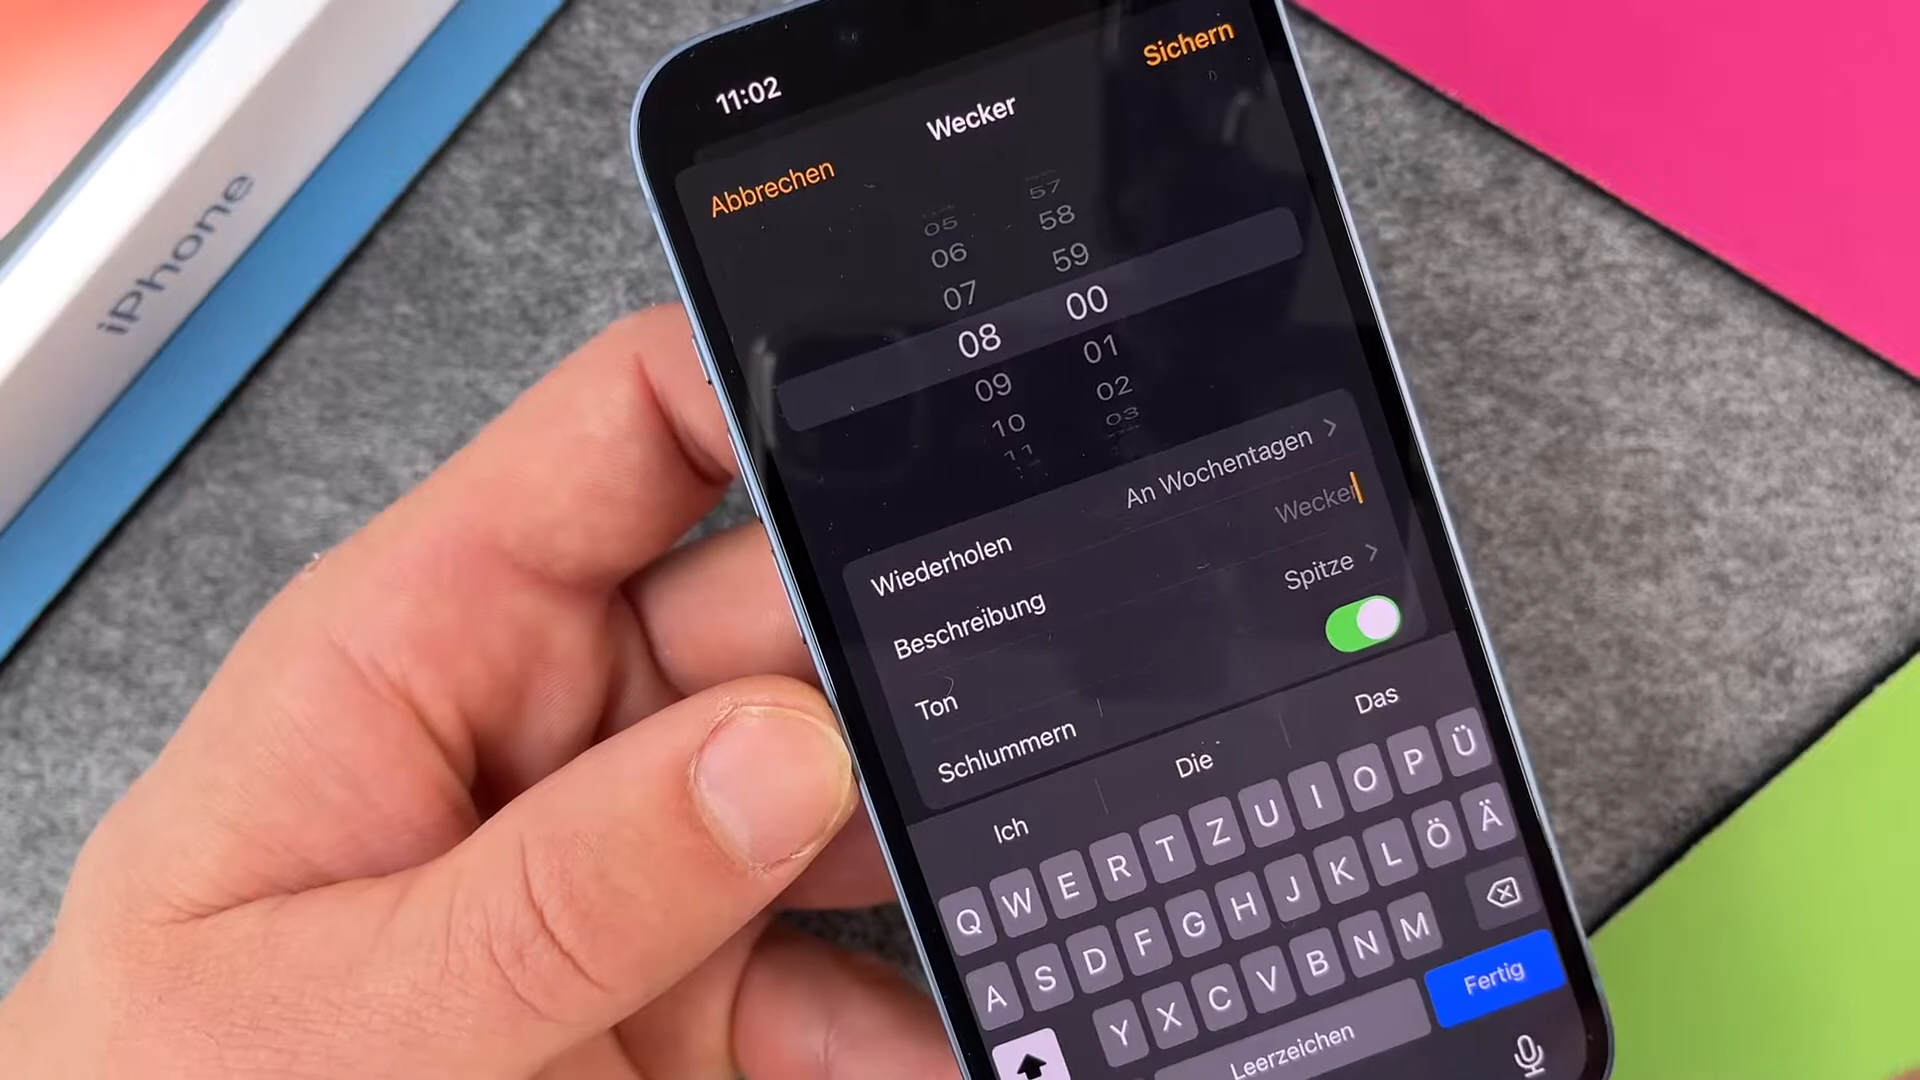 iPhone
11:02
Sichern
Wecker
Abbrechen
05 57
06 58
07 59
08 00
09 01
10 02
11 03
Wiederholen An Wochentagen
Beschreibung Wecker
Ton Spitze
Schlummern
Ich Die Das
Q W E R T Z U I O P Ü
A S D F G H J K L Ö Ä
Y X C V B N M
Leerzeichen Fertig